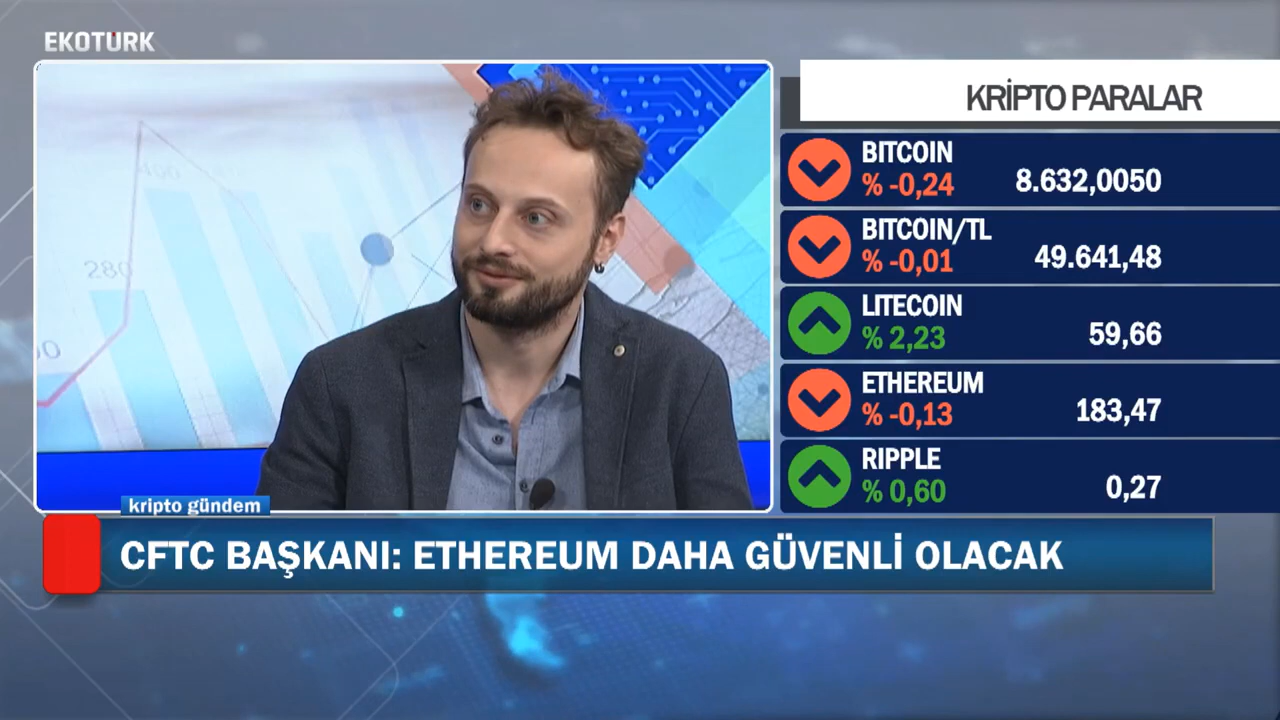 EKOTÜRK
KRİPTO PARALAR
BITCOIN
% -0,24
8.632,0050
BITCOIN/TL
% -0,01
49.641,48
LITECOIN
% 2,23
59,66
ETHEREUM
% -0,13
183,47
RIPPLE
% 0,60
0,27
400
280
kripto gündem
CFTC BAŞKANI: ETHEREUM DAHA GÜVENLİ OLACAK